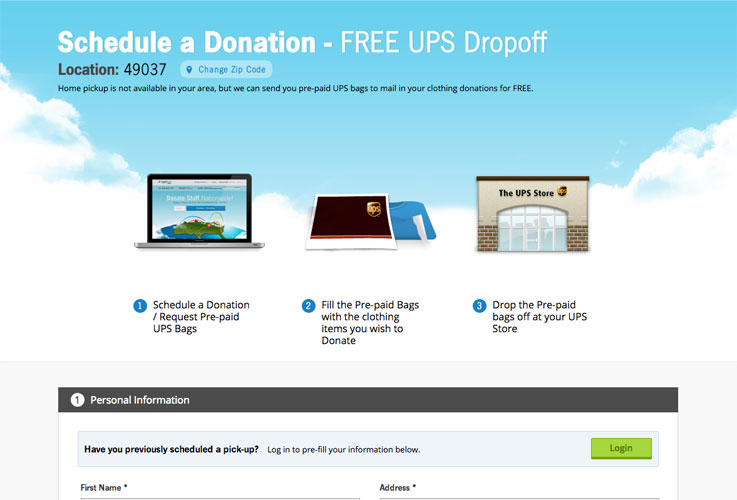 Schedule a Donation - FREE UPS Dropoff
Location: 49037 Change Zip Code
Home pickup is not available in your area, but we can send you pre-paid UPS bags to mail in your clothing donations for FREE.
Donate Stuff Nationwide!
ups
The UPS Store
ups
1 Schedule a Donation
/ Request Pre-paid
UPS Bags
2 Fill the Pre-paid Bags
with the clothing
items you wish to
Donate
3 Drop the Pre-paid
bags off at your UPS
Store
1 Personal Information
Have you previously scheduled a pick-up? Log in to pre-fill your information below.
Login
First Name *
Address *